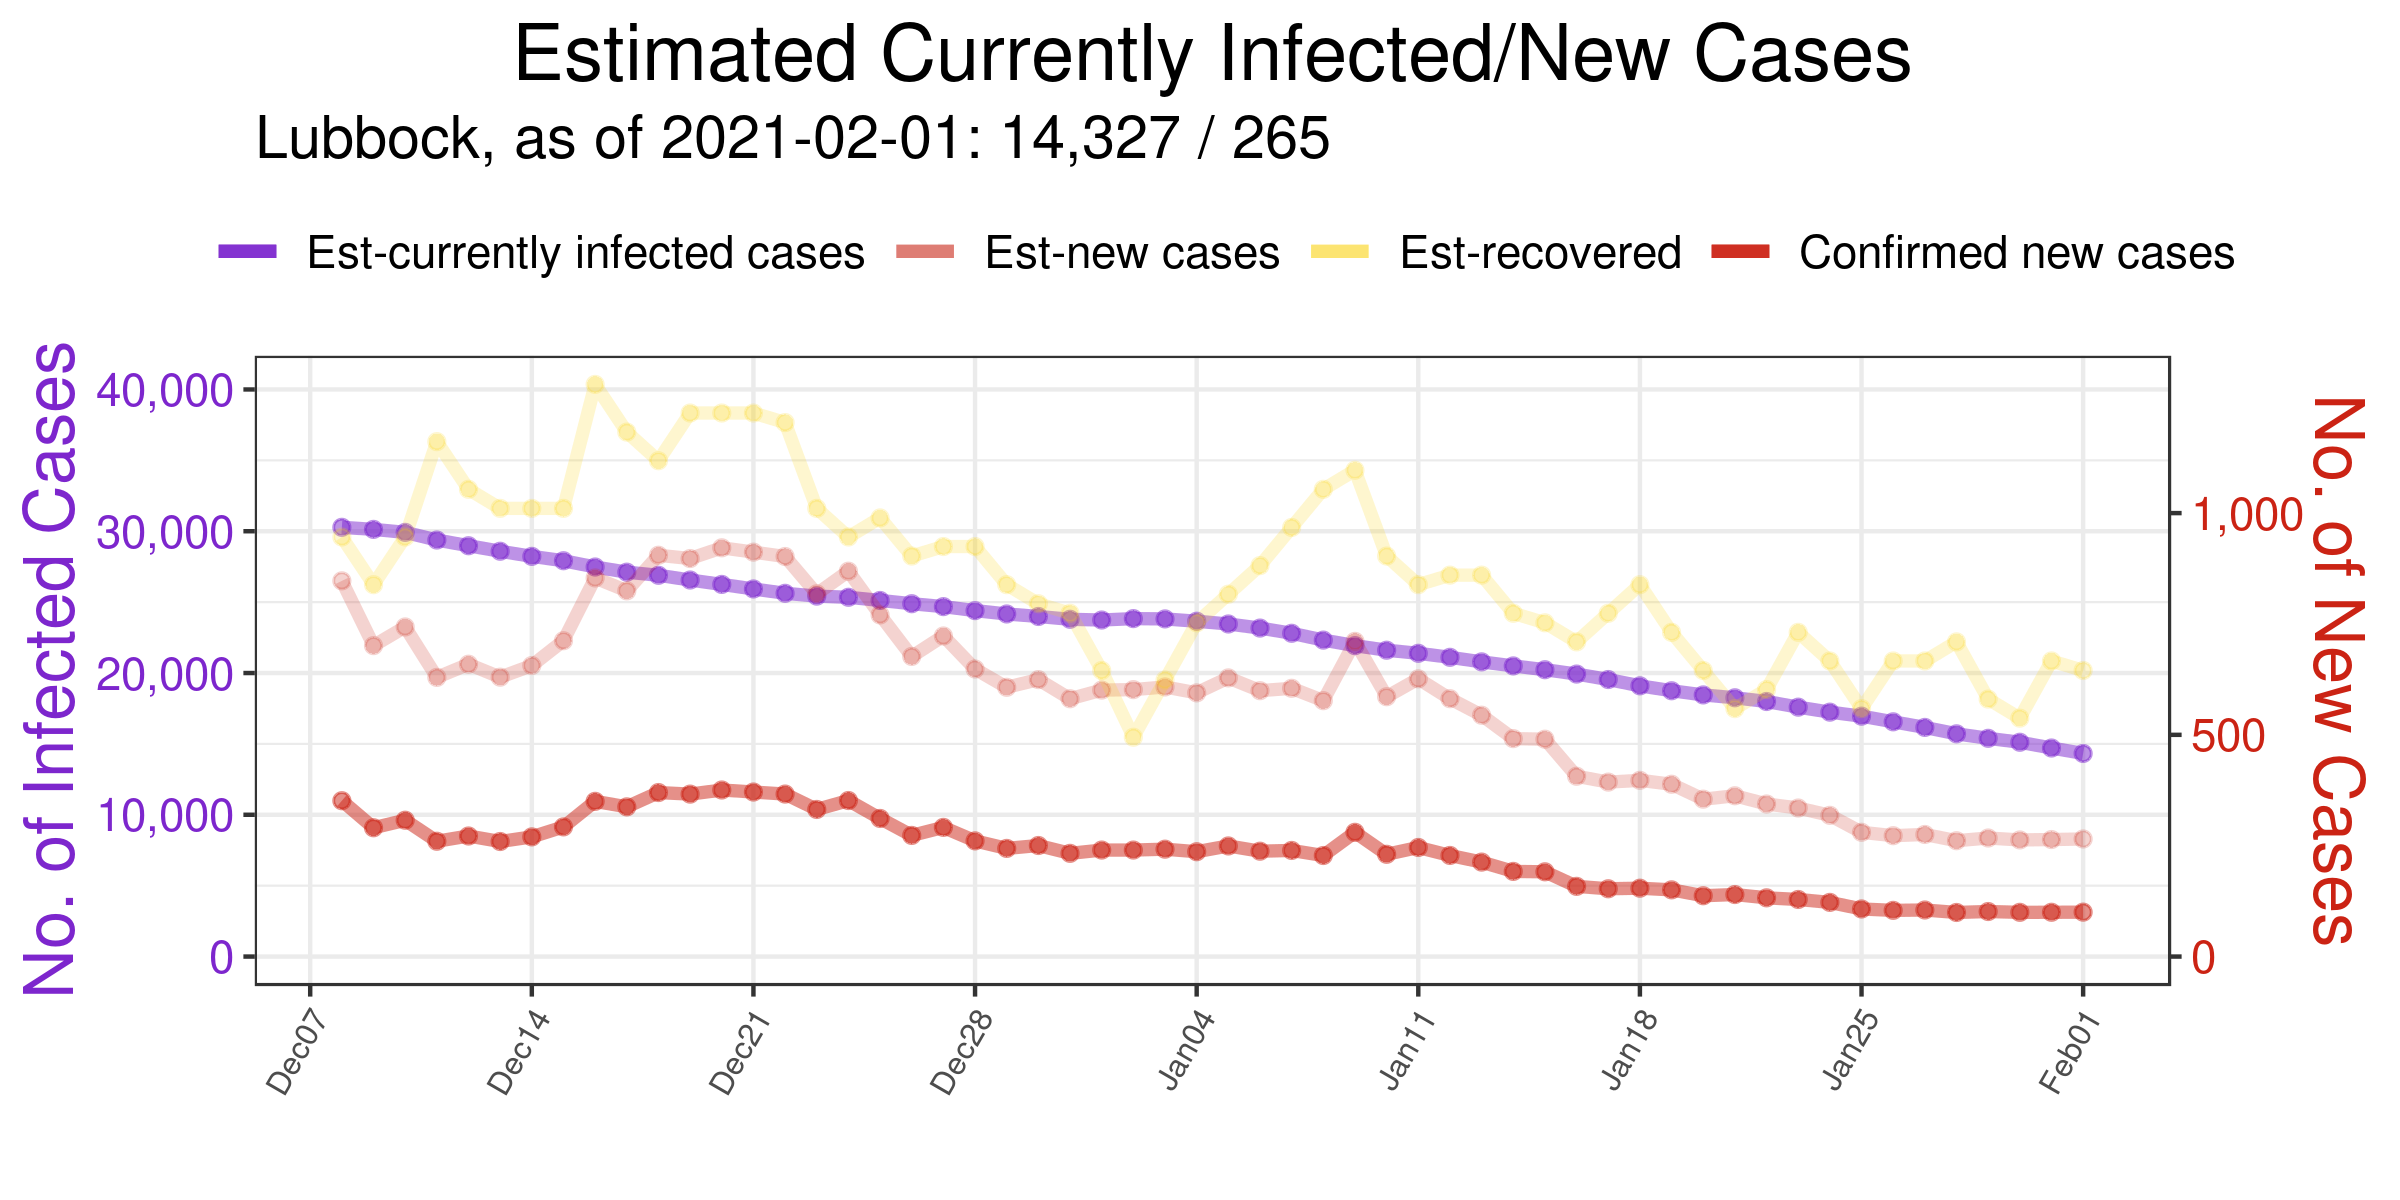 Estimated Currently Infected/New Cases
Lubbock, as of 2021-02-01: 14,327 / 265
Est-currently infected cases Est-new cases Est-recovered Confirmed new cases
No. of Infected Cases
40,000
30,000
20,000
10,000
0
1,000
500
0
No. of New Cases
Dec07 Dec14 Dec21 Dec28 Jan04 Jan11 Jan18 Jan25 Feb01